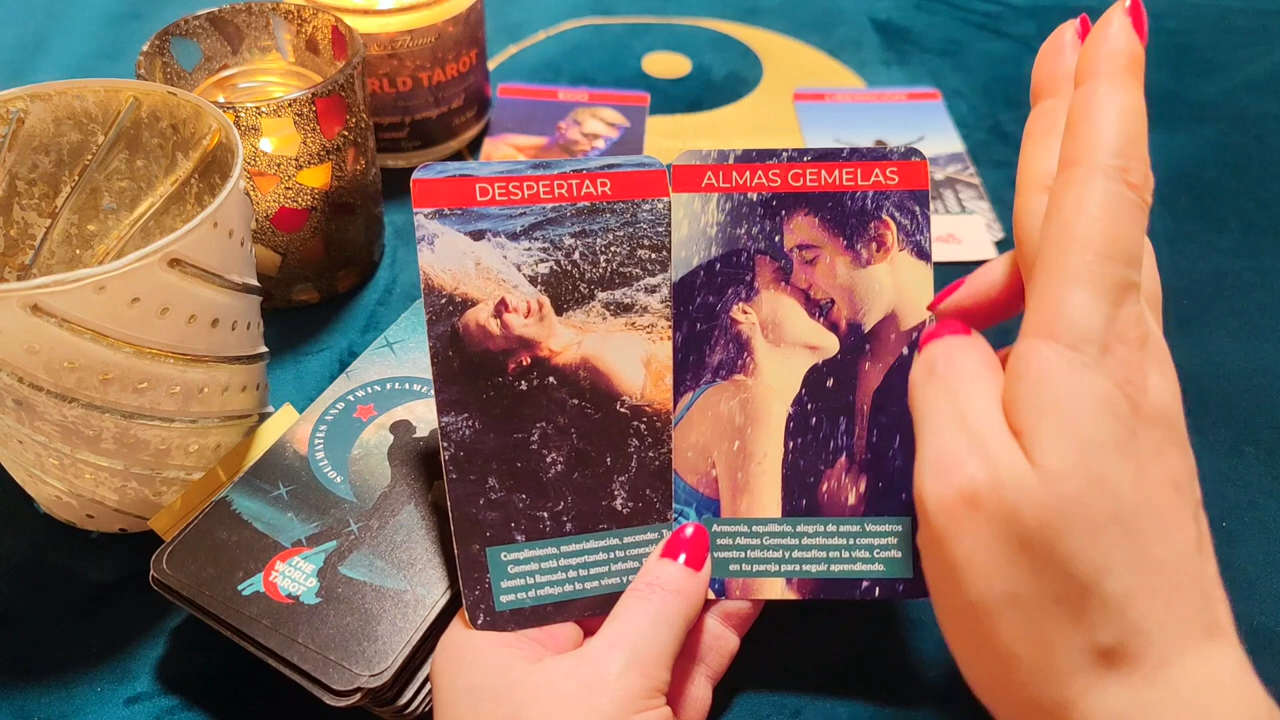 Flame
RLD TAROT
DESPERTAR
Cumplimiento, materialización, ascender. Tu
Gemelo está despertando a tu
siente la llamada de tu amor infinito.
que es el reflejo de lo que vives y
ALMAS GEMELAS
Armonía, equilibrio, alegría de amar. Vosotros
sois Almas Gemelas destinadas a compartir
vuestra felicidad y desafíos en la vida. Confía
en tu pareja para seguir aprendiendo.
SOULMATES AND TWIN FLAMES
THE
WORLD
TAROT